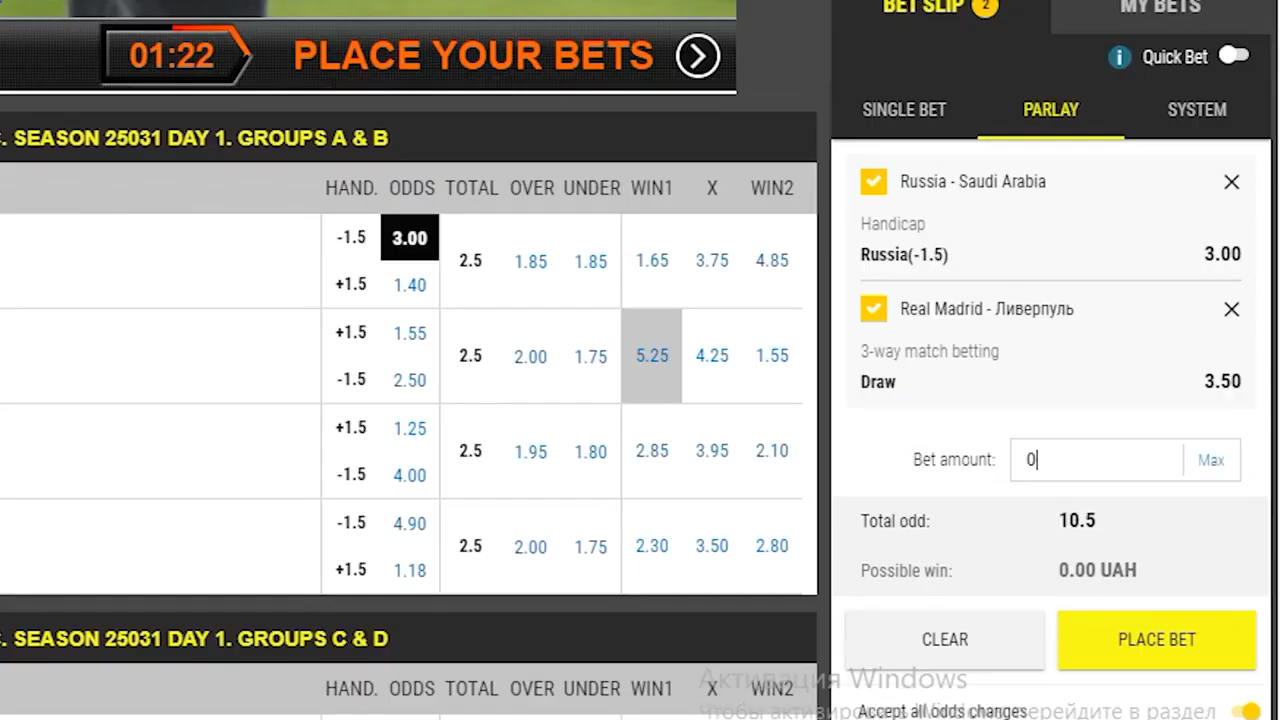 BET SLIP 2 MY BETS
01:22 PLACE YOUR BETS
Quick Bet
SINGLE BET PARLAY SYSTEM
. SEASON 25031 DAY 1. GROUPS A & B
HAND. ODDS TOTAL OVER UNDER WIN1 X WIN2
-1.5 3.00
2.5 1.85 1.85 1.65 3.75 4.85
+1.5 1.40
+1.5 1.55
2.5 2.00 1.75 5.25 4.25 1.55
-1.5 2.50
+1.5 1.25
2.5 1.95 1.80 2.85 3.95 2.10
-1.5 4.00
-1.5 4.90
2.5 2.00 1.75 2.30 3.50 2.80
+1.5 1.18
. SEASON 25031 DAY 1. GROUPS C & D
HAND. ODDS TOTAL OVER UNDER WIN1 X WIN2
Russia - Saudi Arabia
Handicap
Russia(-1.5) 3.00
Real Madrid - Ливерпуль
3-way match betting
Draw 3.50
Bet amount: 0 Max
Total odd: 10.5
Possible win: 0.00 UAH
CLEAR PLACE BET
Активация Windows
Accept all odds changes
Чтобы активировать Windows, перейдите в раздел